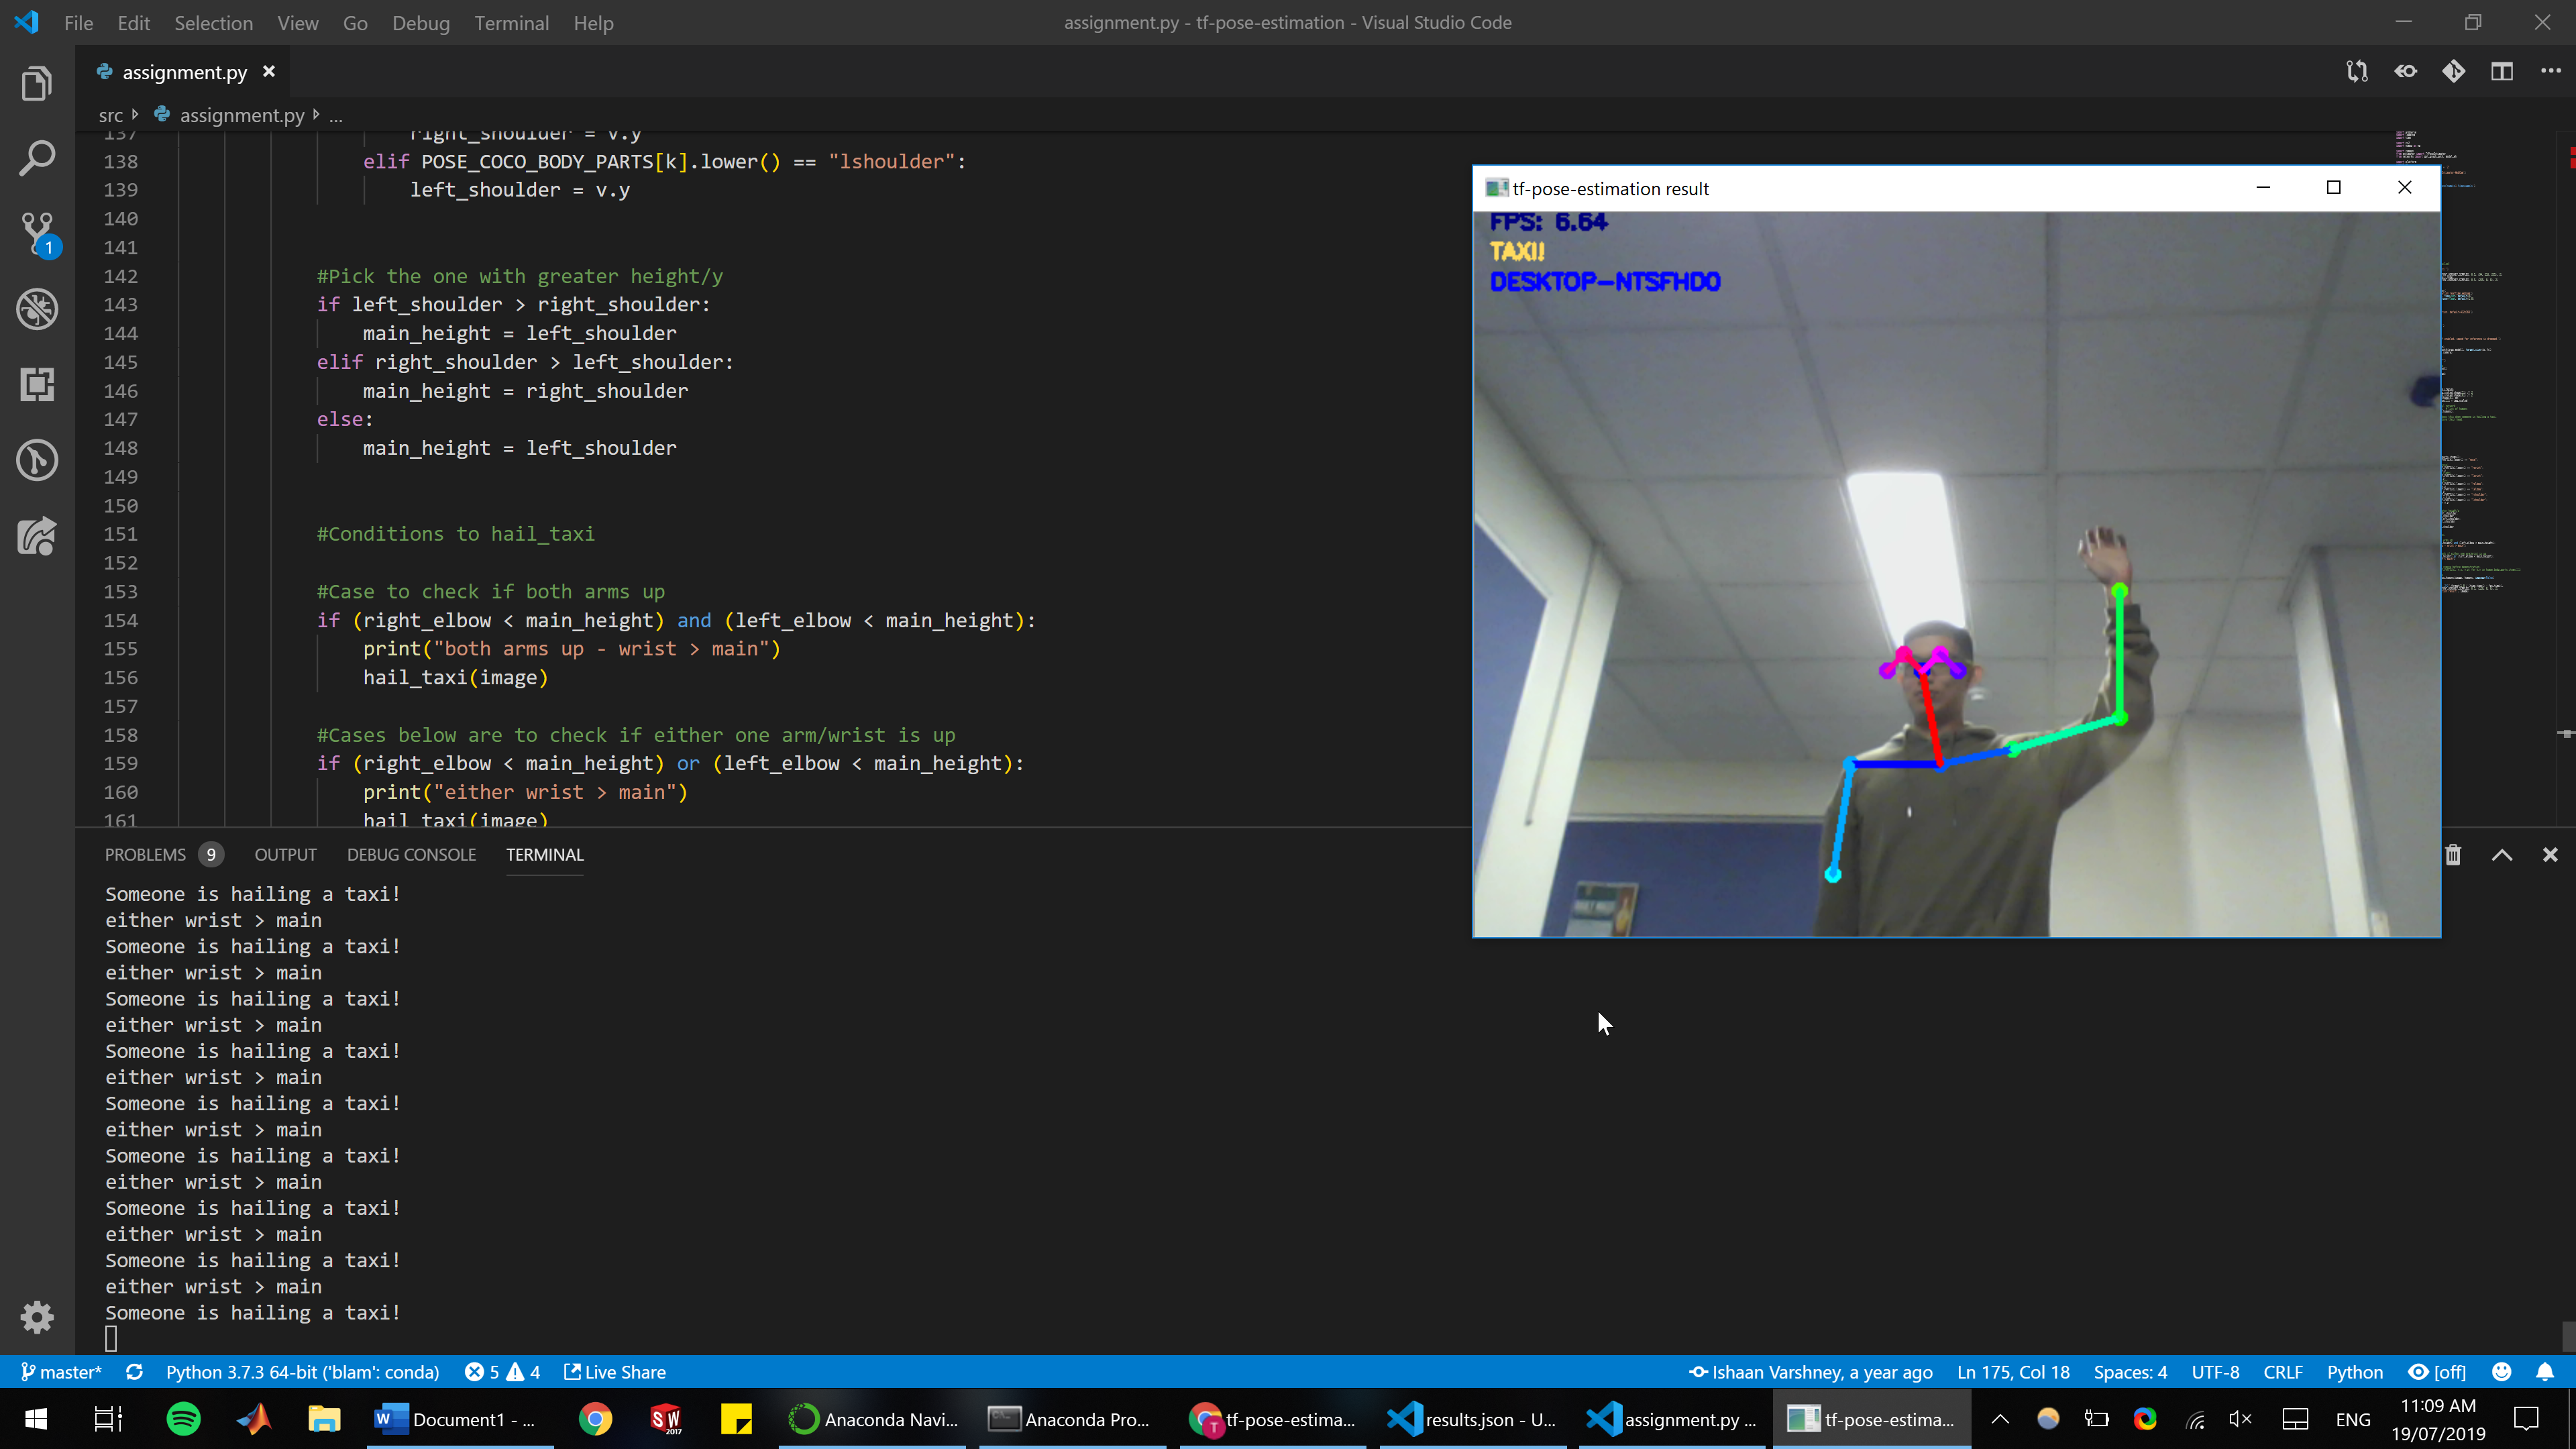 File Edit Selection View Go Debug Terminal Help
assignment.py - tf-pose-estimation - Visual Studio Code
assignment.py
src assignment.py ...
137 right_shoulder = v.y
138 elif POSE_COCO_BODY_PARTS[k].lower() == "lshoulder":
139 left_shoulder = v.y
140
141
142 #Pick the one with greater height/y
143 if left_shoulder > right_shoulder:
144 main_height = left_shoulder
145 elif right_shoulder > left_shoulder:
146 main_height = right_shoulder
147 else:
148 main_height = left_shoulder
149
150
151 #Conditions to hail_taxi
152
153 #Case to check if both arms up
154 if (right_elbow < main_height) and (left_elbow < main_height):
155 print("both arms up - wrist > main")
156 hail_taxi(image)
157
158 #Cases below are to check if either one arm/wrist is up
159 if (right_elbow < main_height) or (left_elbow < main_height):
160 print("either wrist > main")
161 hail_taxi(image)
tf-pose-estimation result
FPS: 6.64
TAXI!
DESKTOP-NTSFHD0
PROBLEMS 9 OUTPUT DEBUG CONSOLE TERMINAL
Someone is hailing a taxi!
either wrist > main
Someone is hailing a taxi!
either wrist > main
Someone is hailing a taxi!
either wrist > main
Someone is hailing a taxi!
either wrist > main
Someone is hailing a taxi!
either wrist > main
Someone is hailing a taxi!
either wrist > main
Someone is hailing a taxi!
either wrist > main
Someone is hailing a taxi!
either wrist > main
Someone is hailing a taxi!
1
master* Python 3.7.3 64-bit ('blam': conda) 5 4 Live Share Ishaan Varshney, a year ago Ln 175, Col 18 Spaces: 4 UTF-8 CRLF Python [off]
Document1 - ... SW 2017 Anaconda Navi... Anaconda Pro... T tf-pose-estima... results.json - U... assignment.py ... tf-pose-estima... ENG 11:09 AM
19/07/2019